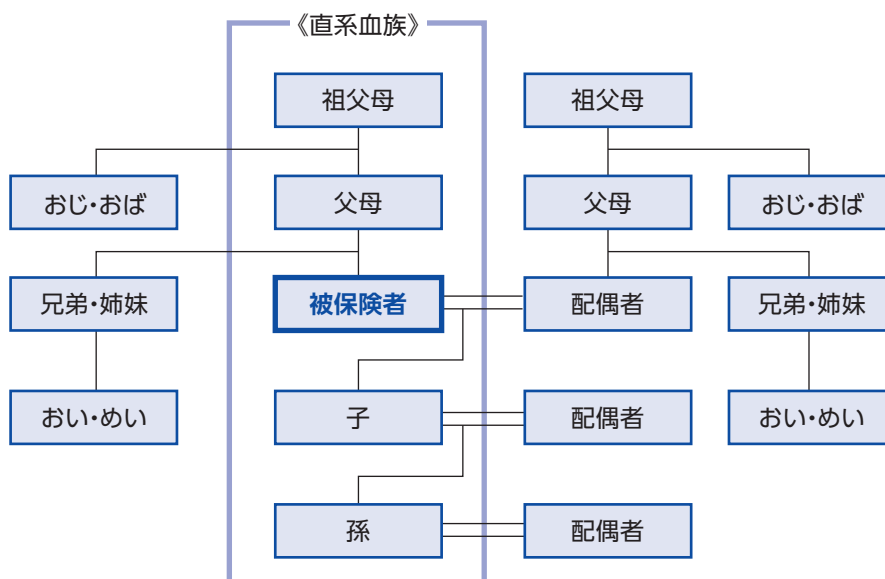 《直系血族》
祖父母
祖父母
おじ・おば
父母
父母
おじ・おば
兄弟・姉妹
被保険者
配偶者
兄弟・姉妹
おい・めい
子
配偶者
おい・めい
孫
配偶者